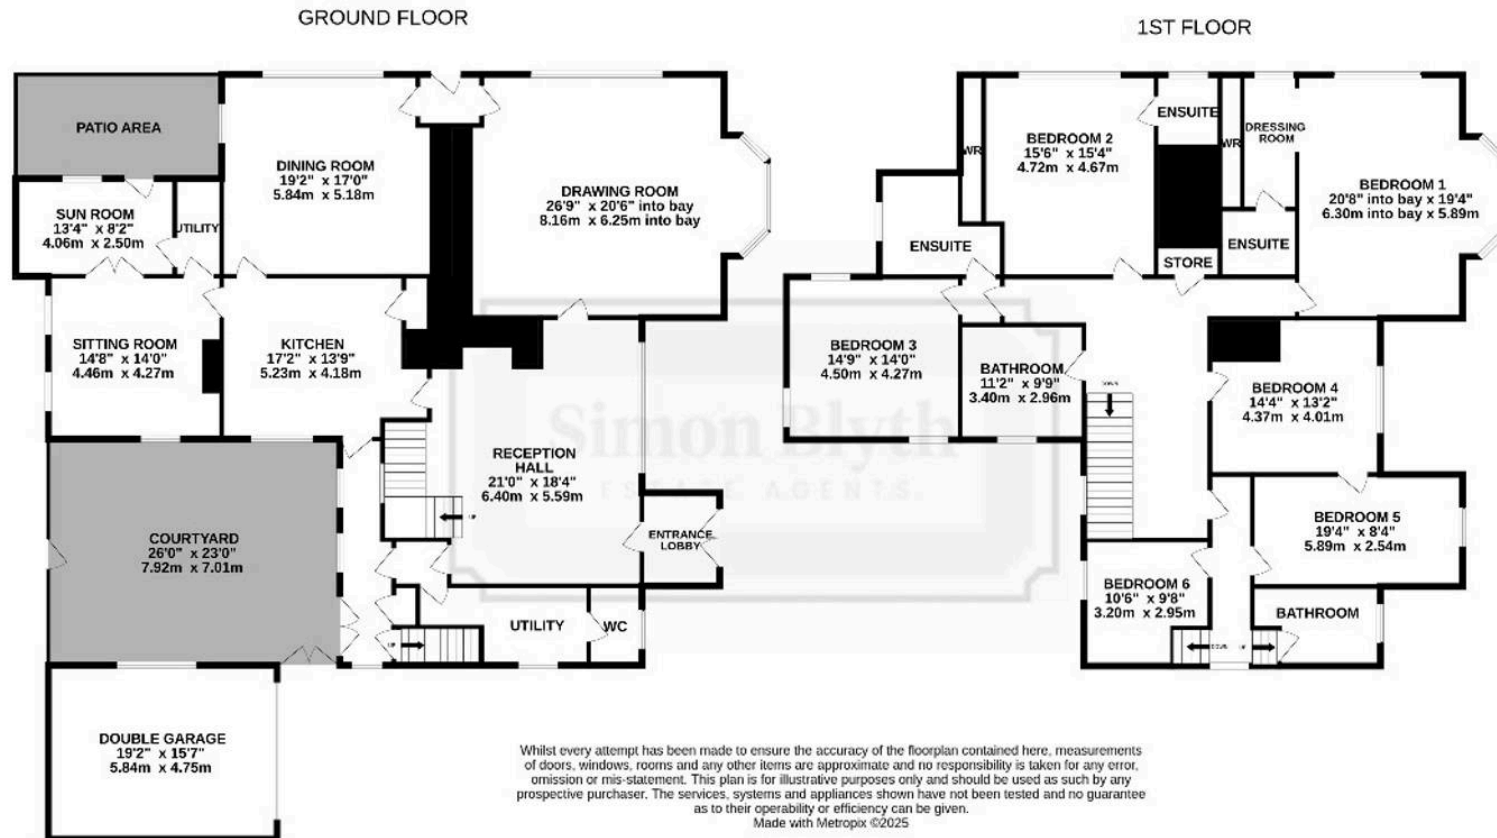 GROUND FLOOR
PATIO AREA
SUN ROOM
13'4" x 8'2"
4.06m x 2.50m
UTILITY
DINING ROOM
19'2" x 17'0"
5.84m x 5.18m
DRAWING ROOM
26'9" x 20'6" into bay
8.16m x 6.25m into bay
SITTING ROOM
14'8" x 14'0"
4.46m x 4.27m
KITCHEN
17'2" x 13'9"
5.23m x 4.18m
RECEPTION
HALL
21'0" x 18'4"
6.40m x 5.59m
UP
ENTRANCE
LOBBY
COURTYARD
26'0" x 23'0"
7.92m x 7.01m
UP
UTILITY
WC
DOUBLE GARAGE
19'2" x 15'7"
5.84m x 4.75m
1ST FLOOR
WR
BEDROOM 2
15'6" x 15'4"
4.72m x 4.67m
ENSUITE
WR
DRESSING
ROOM
BEDROOM 1
20'8" into bay x 19'4"
6.30m into bay x 5.89m
ENSUITE
STORE
ENSUITE
BEDROOM 3
14'9" x 14'0"
4.50m x 4.27m
BATHROOM
11'2" x 9'9"
3.40m x 2.96m
DOWN
BEDROOM 4
14'4" x 13'2"
4.37m x 4.01m
BEDROOM 5
19'4" x 8'4"
5.89m x 2.54m
BEDROOM 6
10'6" x 9'8"
3.20m x 2.95m
DOWN
UP
BATHROOM
Simon Blyth
ESTATE AGENTS.
Whilst every attempt has been made to ensure the accuracy of the floorplan contained here, measurements
of doors, windows, rooms and any other items are approximate and no responsibility is taken for any error,
omission or mis-statement. This plan is for illustrative purposes only and should be used as such by any
prospective purchaser. The services, systems and appliances shown have not been tested and no guarantee
as to their operability or efficiency can be given.
Made with Metropix ©2025